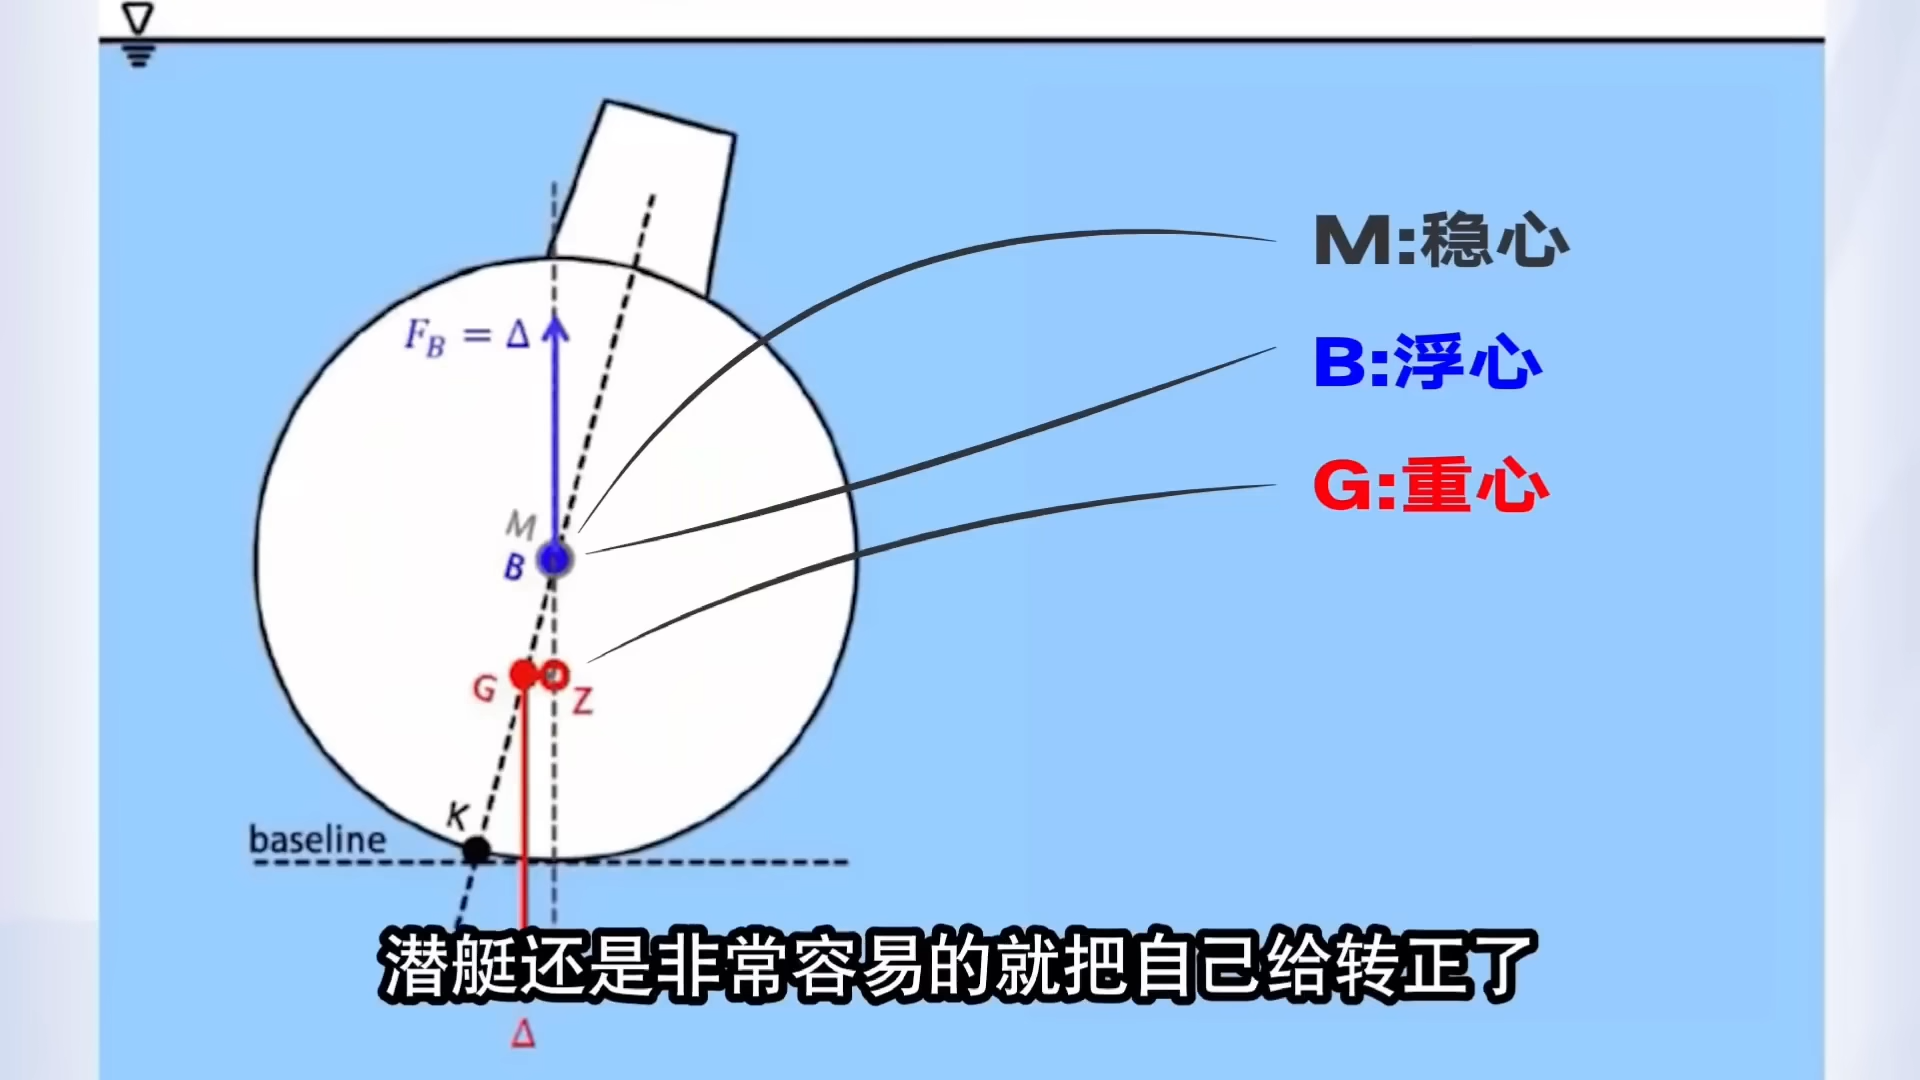 M:稳心
B:浮心
G:重心
F_B = Δ
M
B
G
Z
K
baseline
潜艇还是非常容易的就把自己给转正了
Δ